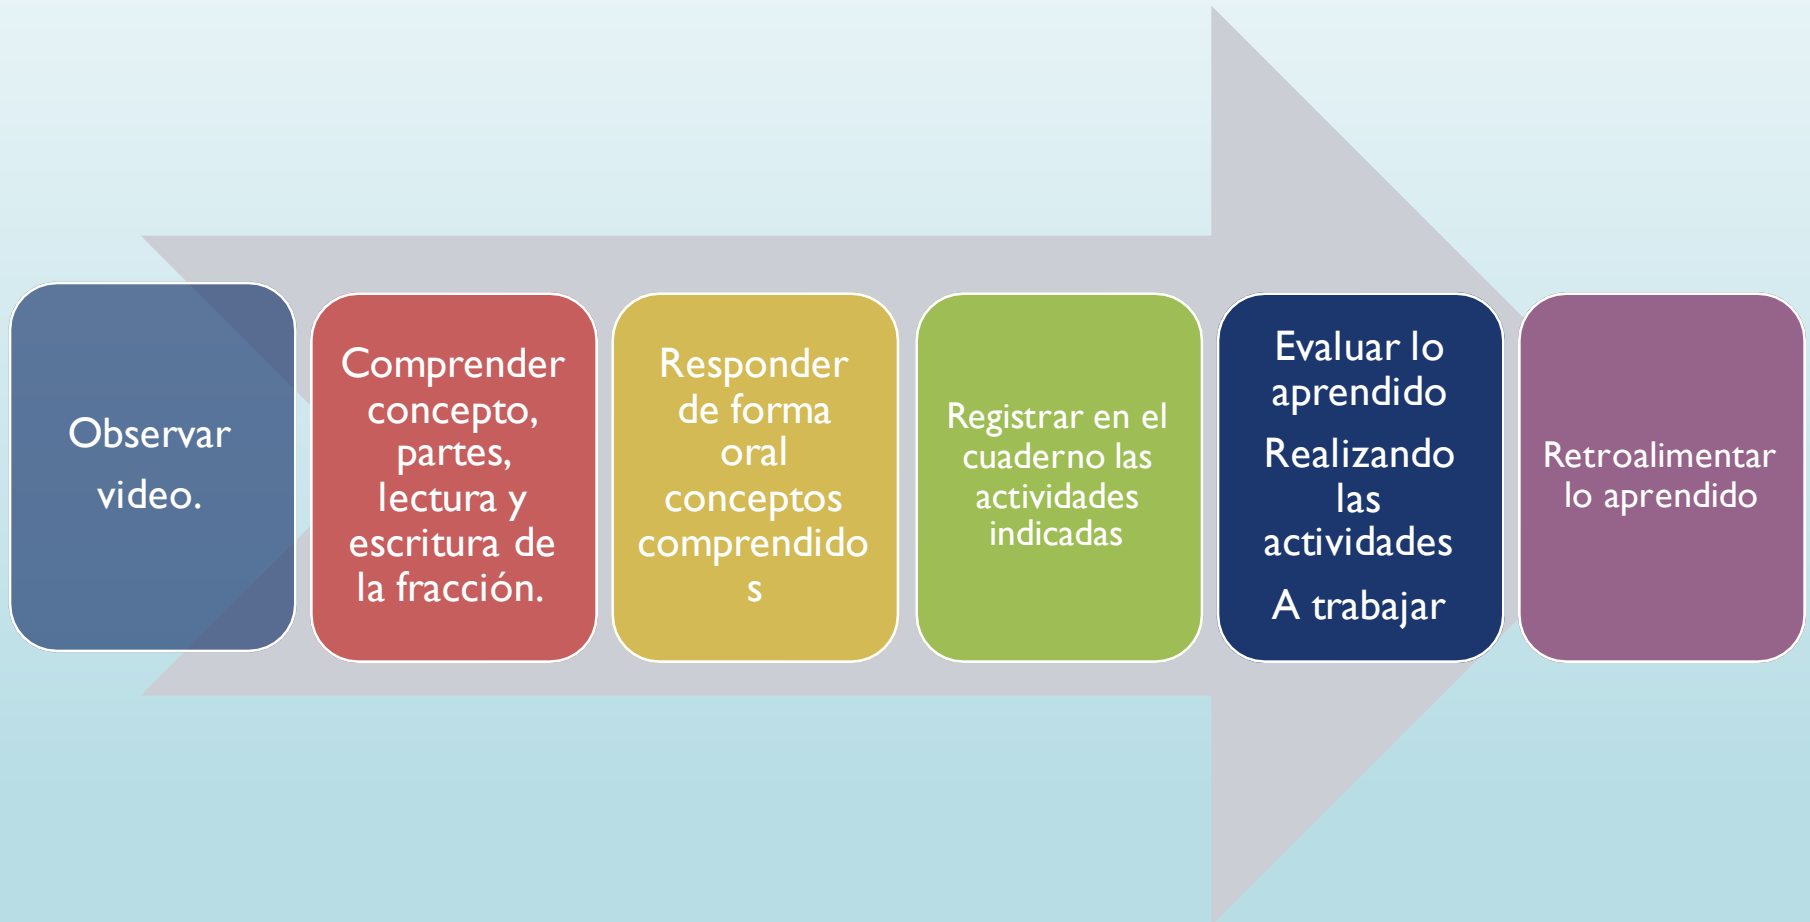 Observar
video.
Comprender
concepto,
partes,
lectura y
escritura de
la fracción.
Responder
de forma
oral
conceptos
comprendido
s
Registrar en el
cuaderno las
actividades
indicadas
Evaluar lo
aprendido
Realizando
las
actividades
A trabajar
Retroalimentar
lo aprendido